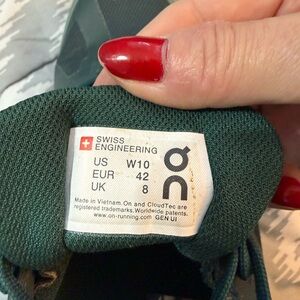 SWISS
ENGINEERING
US W10
EUR 42
UK 8
on
Made in Vietnam. On and CloudTec are
registered trademarks. Worldwide patents.
www.on-running.com GEN UI